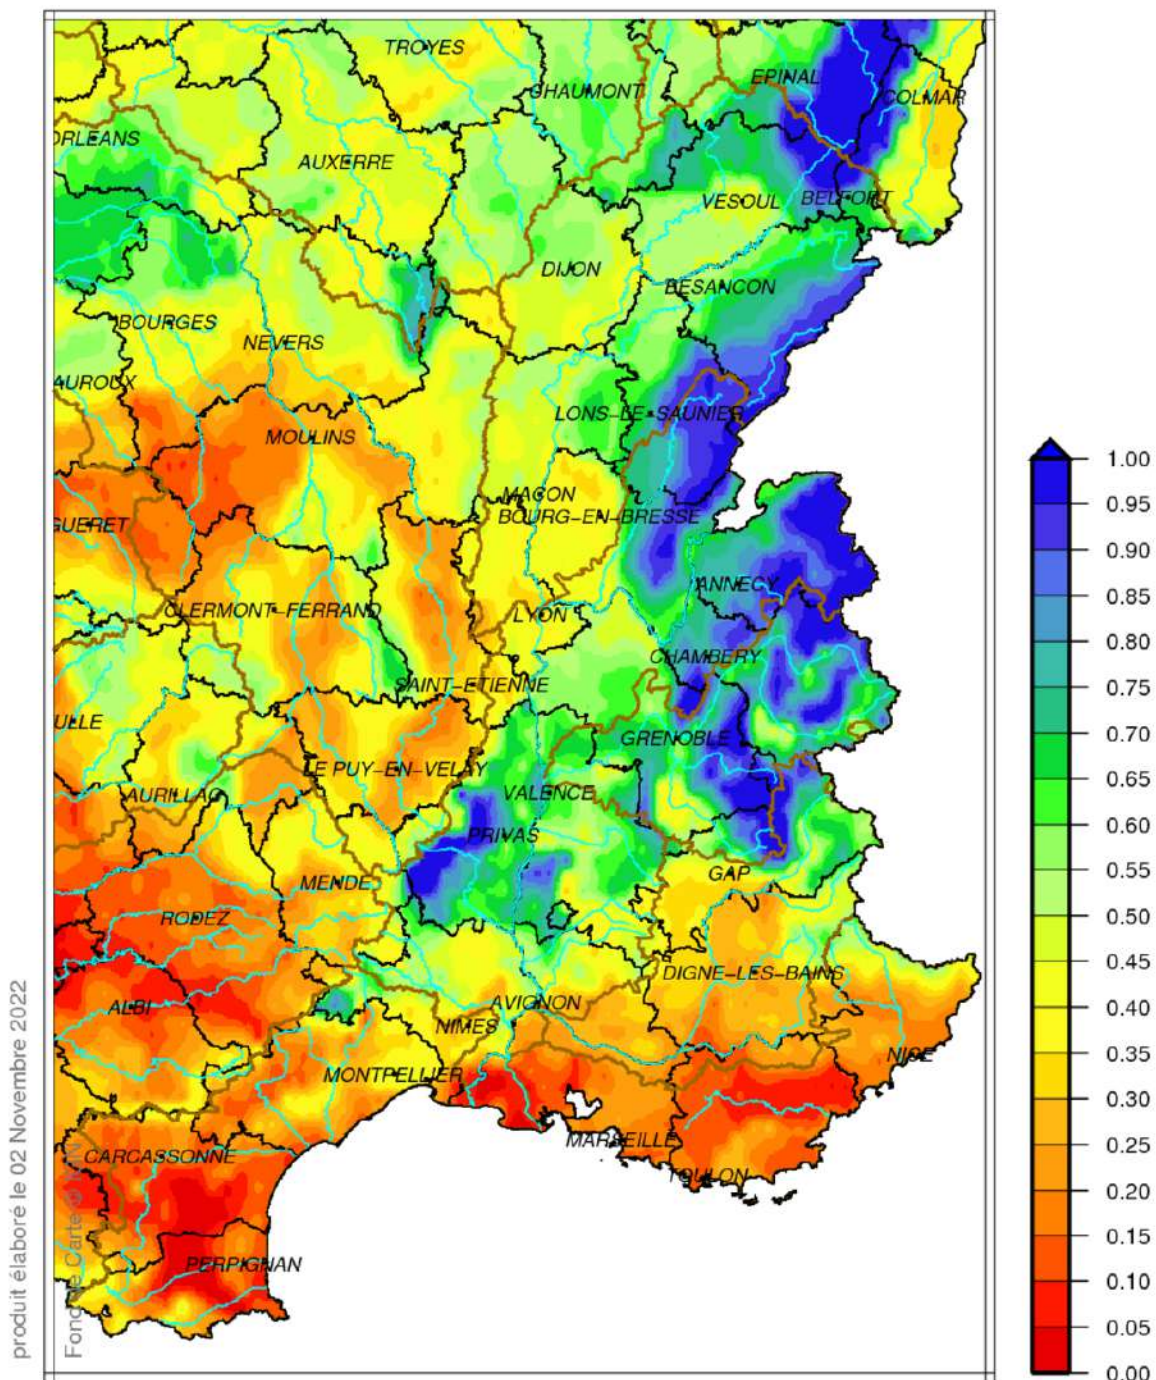 TROYES
EPINAL
CHAUMONT
COLMAR
ORLEANS
AUXERRE
VESOUL
BELFORT
DIJON
BESANCON
BOURGES
NEVERS
AUROUX
LONS-LE-SAUNIER
MOULINS
MACON
BOURG-EN-BRESSE
GUERET
ANNECY
CLERMONT-FERRAND
LYON
CHAMBERY
SAINT-ETIENNE
ULLE
GRENOBLE
LE PUY-EN-VELAY
VALENCE
AURILLAC
PRIVAS
GAP
MENDE
RODEZ
DIGNE-LES-BAINS
ALBI
AVIGNON
NIMES
NICE
MONTPELLIER
MARSEILLE
CARCASSONNE
TOULON
PERPIGNAN
produit élaboré le 02 Novembre 2022
Fond de Carte © IGN
1.00
0.95
0.90
0.85
0.80
0.75
0.70
0.65
0.60
0.55
0.50
0.45
0.40
0.35
0.30
0.25
0.20
0.15
0.10
0.05
0.00